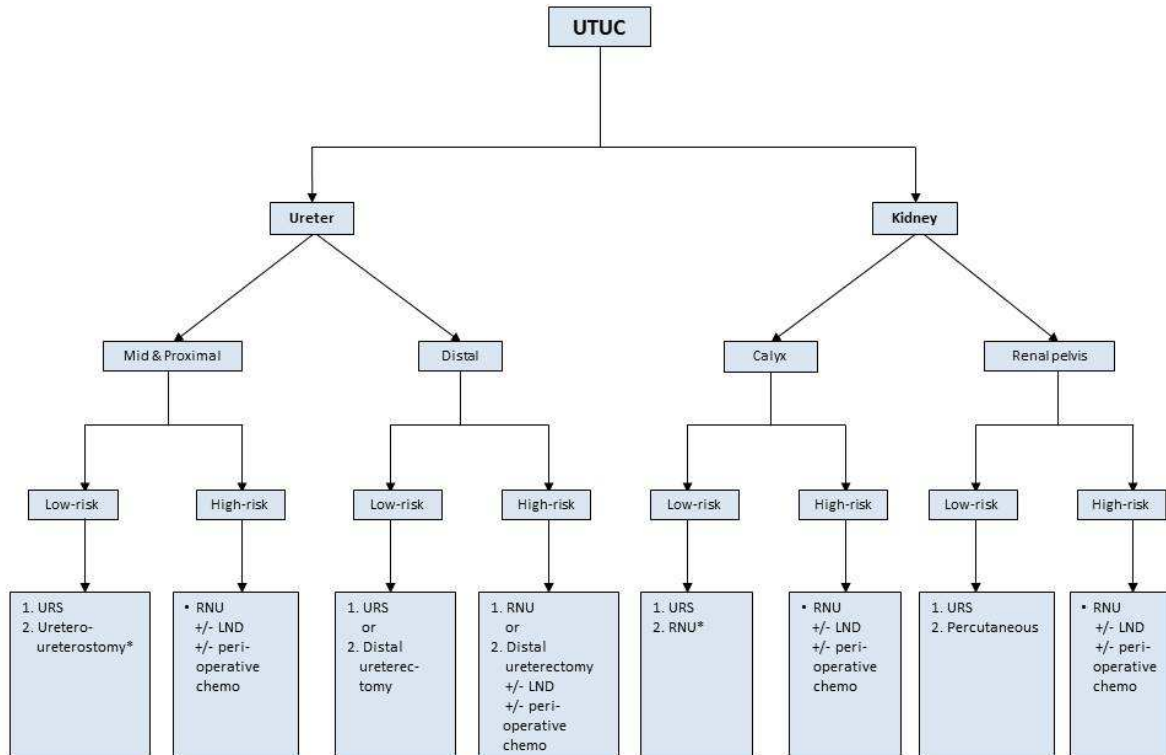 UTUC
Ureter
Kidney
Mid & Proximal
Distal
Calyx
Renal pelvis
Low-risk
High-risk
Low-risk
High-risk
Low-risk
High-risk
Low-risk
High-risk
1. URS
2. Uretero-
ureterostomy*
• RNU
+/- LND
+/- peri-
operative
chemo
1. URS
or
2. Distal
ureterec-
tomy
1. RNU
or
2. Distal
ureterectomy
+/- LND
+/- peri-
operative
chemo
1. URS
2. RNU*
• RNU
+/- LND
+/- peri-
operative
chemo
1. URS
2. Percutaneous
• RNU
+/- LND
+/- peri-
operative
chemo